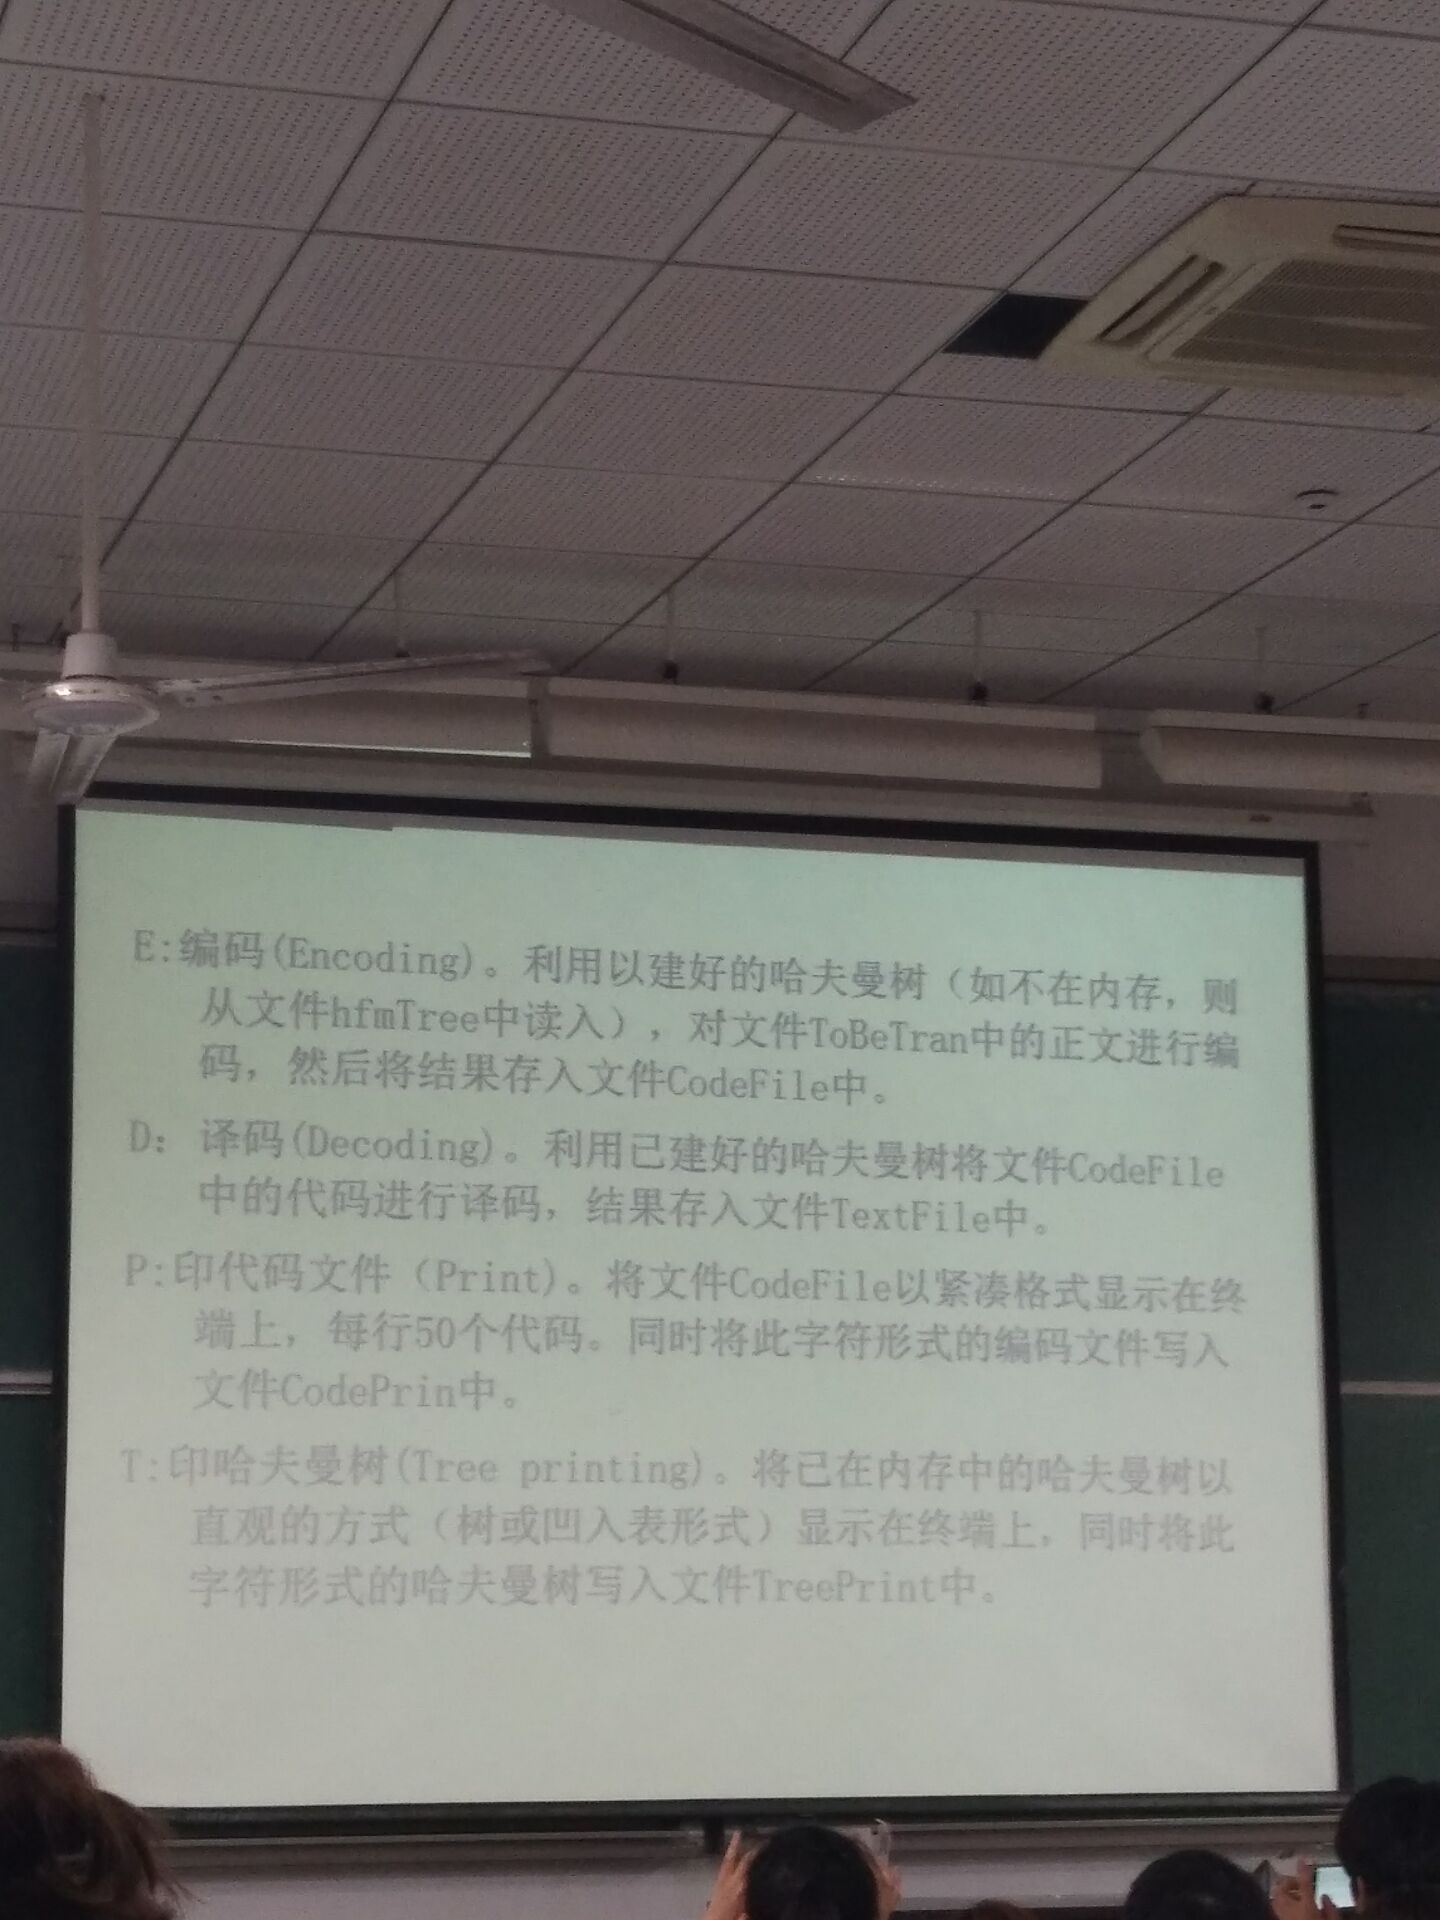 E:编码(Encoding)。利用以建好的哈夫曼树（如不在内存，则
从文件hfmTree中读入），对文件ToBeTran中的正文进行编
码，然后将结果存入文件CodeFile中。
D：译码(Decoding)。利用已建好的哈夫曼树将文件CodeFile
中的代码进行译码，结果存入文件TextFile中。
P:印代码文件（Print)。将文件CodeFile以紧凑格式显示在终
端上，每行50个代码。同时将此字符形式的编码文件写入
文件CodePrin中。
T:印哈夫曼树(Tree printing)。将已在内存中的哈夫曼树以
直观的方式（树或凹入表形式）显示在终端上，同时将此
字符形式的哈夫曼树写入文件TreePrint中。